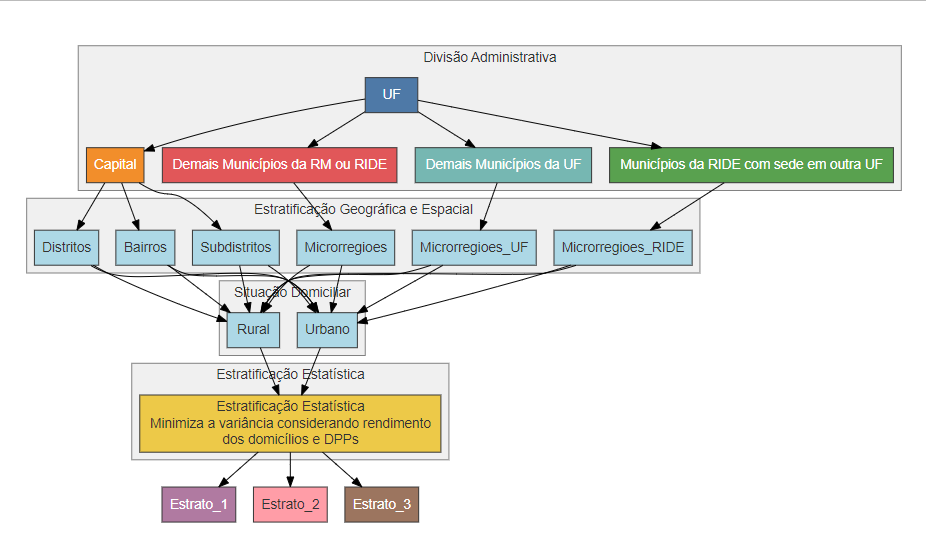 Divisão Administrativa
UF
Capital
Demais Municípios da RM ou RIDE
Demais Municípios da UF
Municípios da RIDE com sede em outra UF
Estratificação Geográfica e Espacial
Distritos
Bairros
Subdistritos
Microrregioes
Microrregioes_UF
Microrregioes_RIDE
Situação Domiciliar
Rural
Urbano
Estratificação Estatística
Estratificação Estatística
Minimiza a variância considerando rendimento
dos domicílios e DPPs
Estrato_1
Estrato_2
Estrato_3